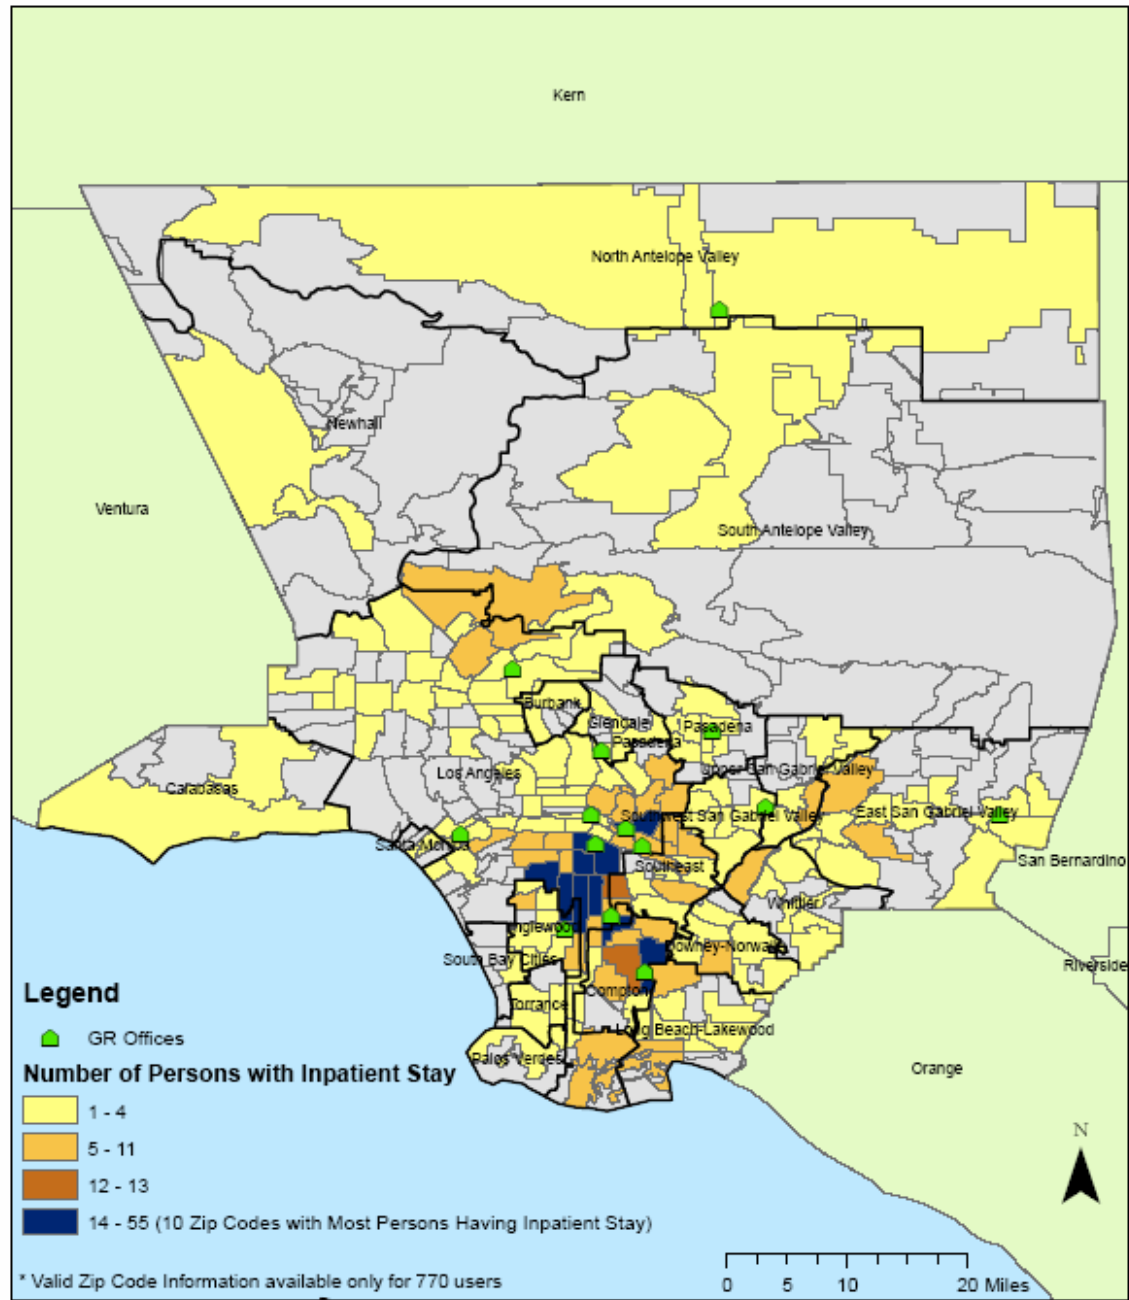 Kern
North Antelope Valley
Newhall
Ventura
South Antelope Valley
Burbank
Glendale
Pasadena
Pasadena
Los Angeles
Upper San Gabriel Valley
Calabasas
Southwest San Gabriel Valley
East San Gabriel Valley
Santa Monica
San Bernardino
Southeast
Whittier
Inglewood
Downey-Norwalk
South Bay Cities
Riverside
Compton
Torrance
Long Beach-Lakewood
Palos Verdes
Orange
Legend
GR Offices
Number of Persons with Inpatient Stay
1 - 4
5 - 11
12 - 13
14 - 55 (10 Zip Codes with Most Persons Having Inpatient Stay)
N
* Valid Zip Code Information available only for 770 users
0 5 10 20 Miles